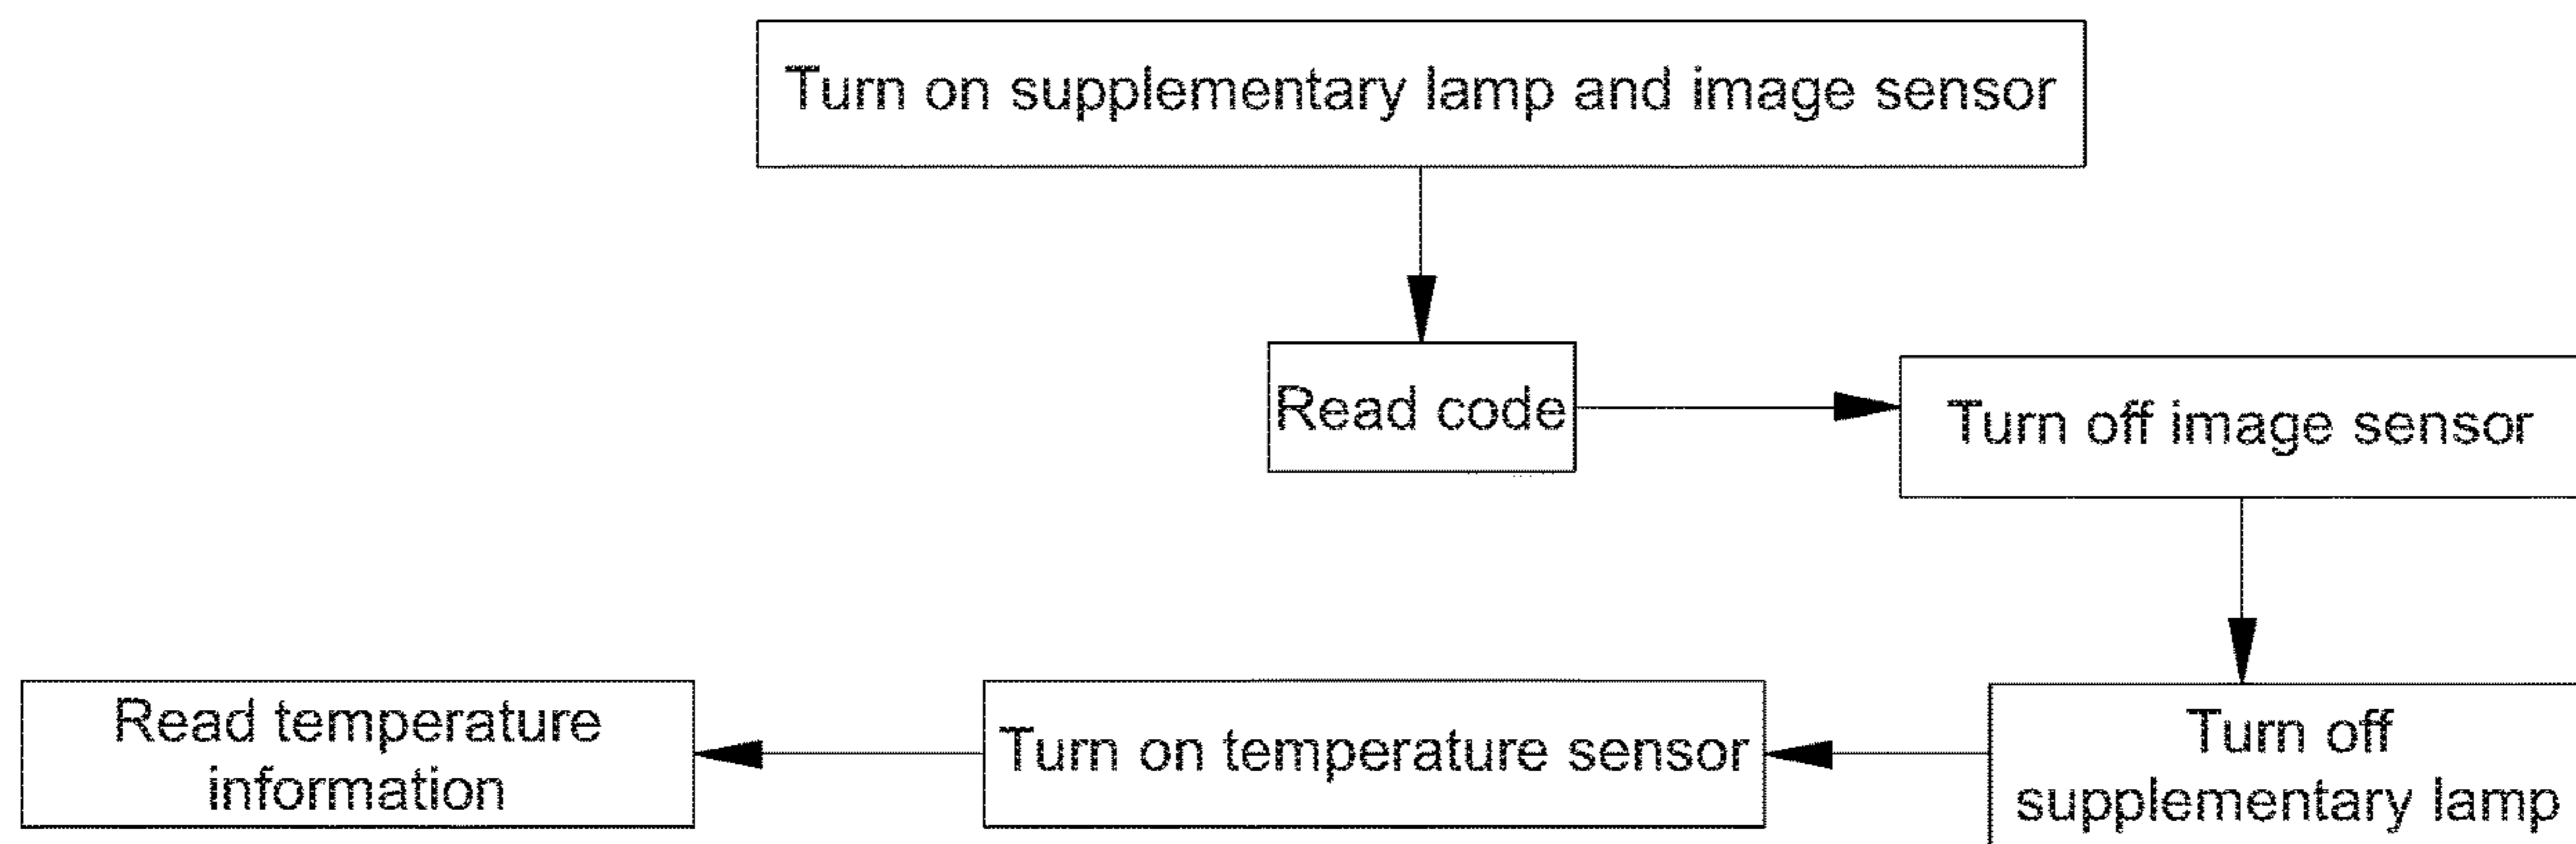 Turn on supplementary lamp and image sensor
Read code
Turn off image sensor
Turn off
supplementary lamp
Turn on temperature sensor
Read temperature
information